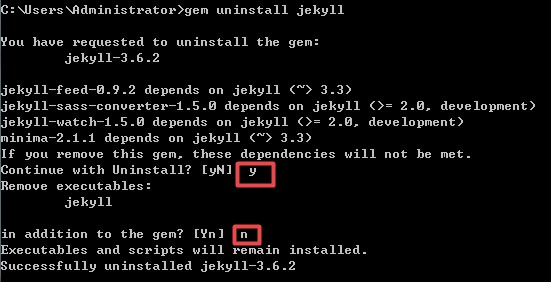 C:\Users\Administrator>gem uninstall jekyll
You have requested to uninstall the gem:
jekyll-3.6.2
jekyll-feed-0.9.2 depends on jekyll (~> 3.3)
jekyll-sass-converter-1.5.0 depends on jekyll (>= 2.0, development)
jekyll-watch-1.5.0 depends on jekyll (>= 2.0, development)
minima-2.1.1 depends on jekyll (~> 3.3)
If you remove this gem, these dependencies will not be met.
Continue with Uninstall? [yN] y
Remove executables:
jekyll
in addition to the gem? [Yn] n
Executables and scripts will remain installed.
Successfully uninstalled jekyll-3.6.2